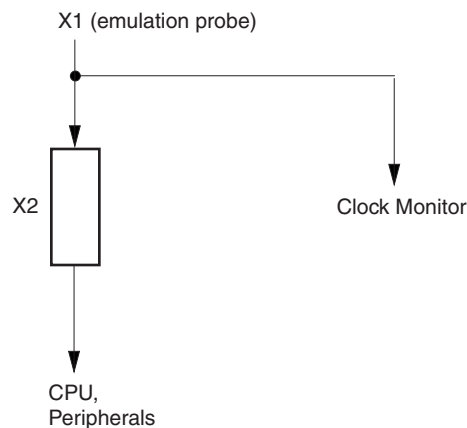 X1 (emulation probe)
X2
Clock Monitor
CPU,
Peripherals